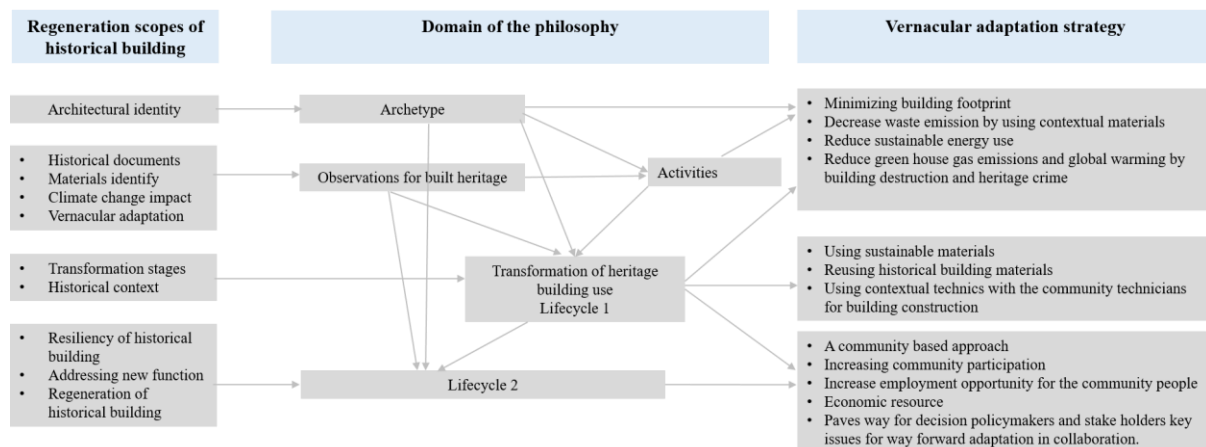 Regeneration scopes of
historical building
Domain of the philosophy
Vernacular adaptation strategy
Architectural identity
• Historical documents
• Materials identify
• Climate change impact
• Vernacular adaptation
• Transformation stages
• Historical context
• Resiliency of historical
building
• Addressing new function
• Regeneration of
historical building
Archetype
Observations for built heritage
Activities
Transformation of heritage
building use
Lifecycle 1
Lifecycle 2
• Minimizing building footprint
• Decrease waste emission by using contextual materials
• Reduce sustainable energy use
• Reduce green house gas emissions and global warming by
building destruction and heritage crime
• Using sustainable materials
• Reusing historical building materials
• Using contextual technics with the community technicians
for building construction
• A community based approach
• Increasing community participation
• Increase employment opportunity for the community people
• Economic resource
• Paves way for decision policymakers and stake holders key
issues for way forward adaptation in collaboration.